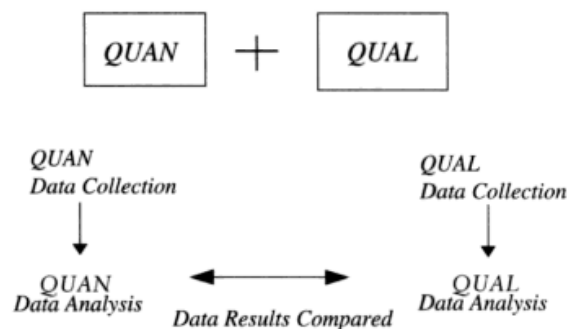 QUAN + QUAL
QUAN
Data Collection
QUAL
Data Collection
QUAN
Data Analysis
QUAL
Data Analysis
Data Results Compared